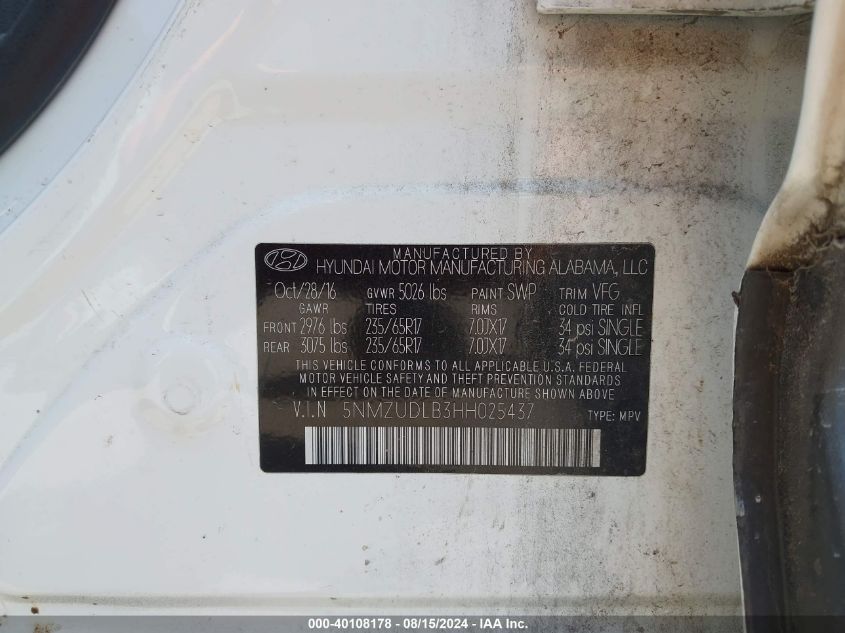 MANUFACTURED BY
HYUNDAI MOTOR MANUFACTURING ALABAMA, LLC
Oct/28/16 GVWR 5026 lbs PAINT SWP TRIM VFG
GAWR TIRES RIMS COLD TIRE INFL
FRONT 2976 lbs 235/65R17 7.0JX17 34 psi SINGLE
REAR 3075 lbs 235/65R17 7.0JX17 34 psi SINGLE
THIS VEHICLE CONFORMS TO ALL APPLICABLE U.S.A. FEDERAL
MOTOR VEHICLE SAFETY AND THEFT PREVENTION STANDARDS
IN EFFECT ON THE DATE OF MANUFACTURE SHOWN ABOVE
V.I.N 5NMZUDLB3HH025437 TYPE: MPV
000-40108178 - 08/15/2024 - IAA Inc.